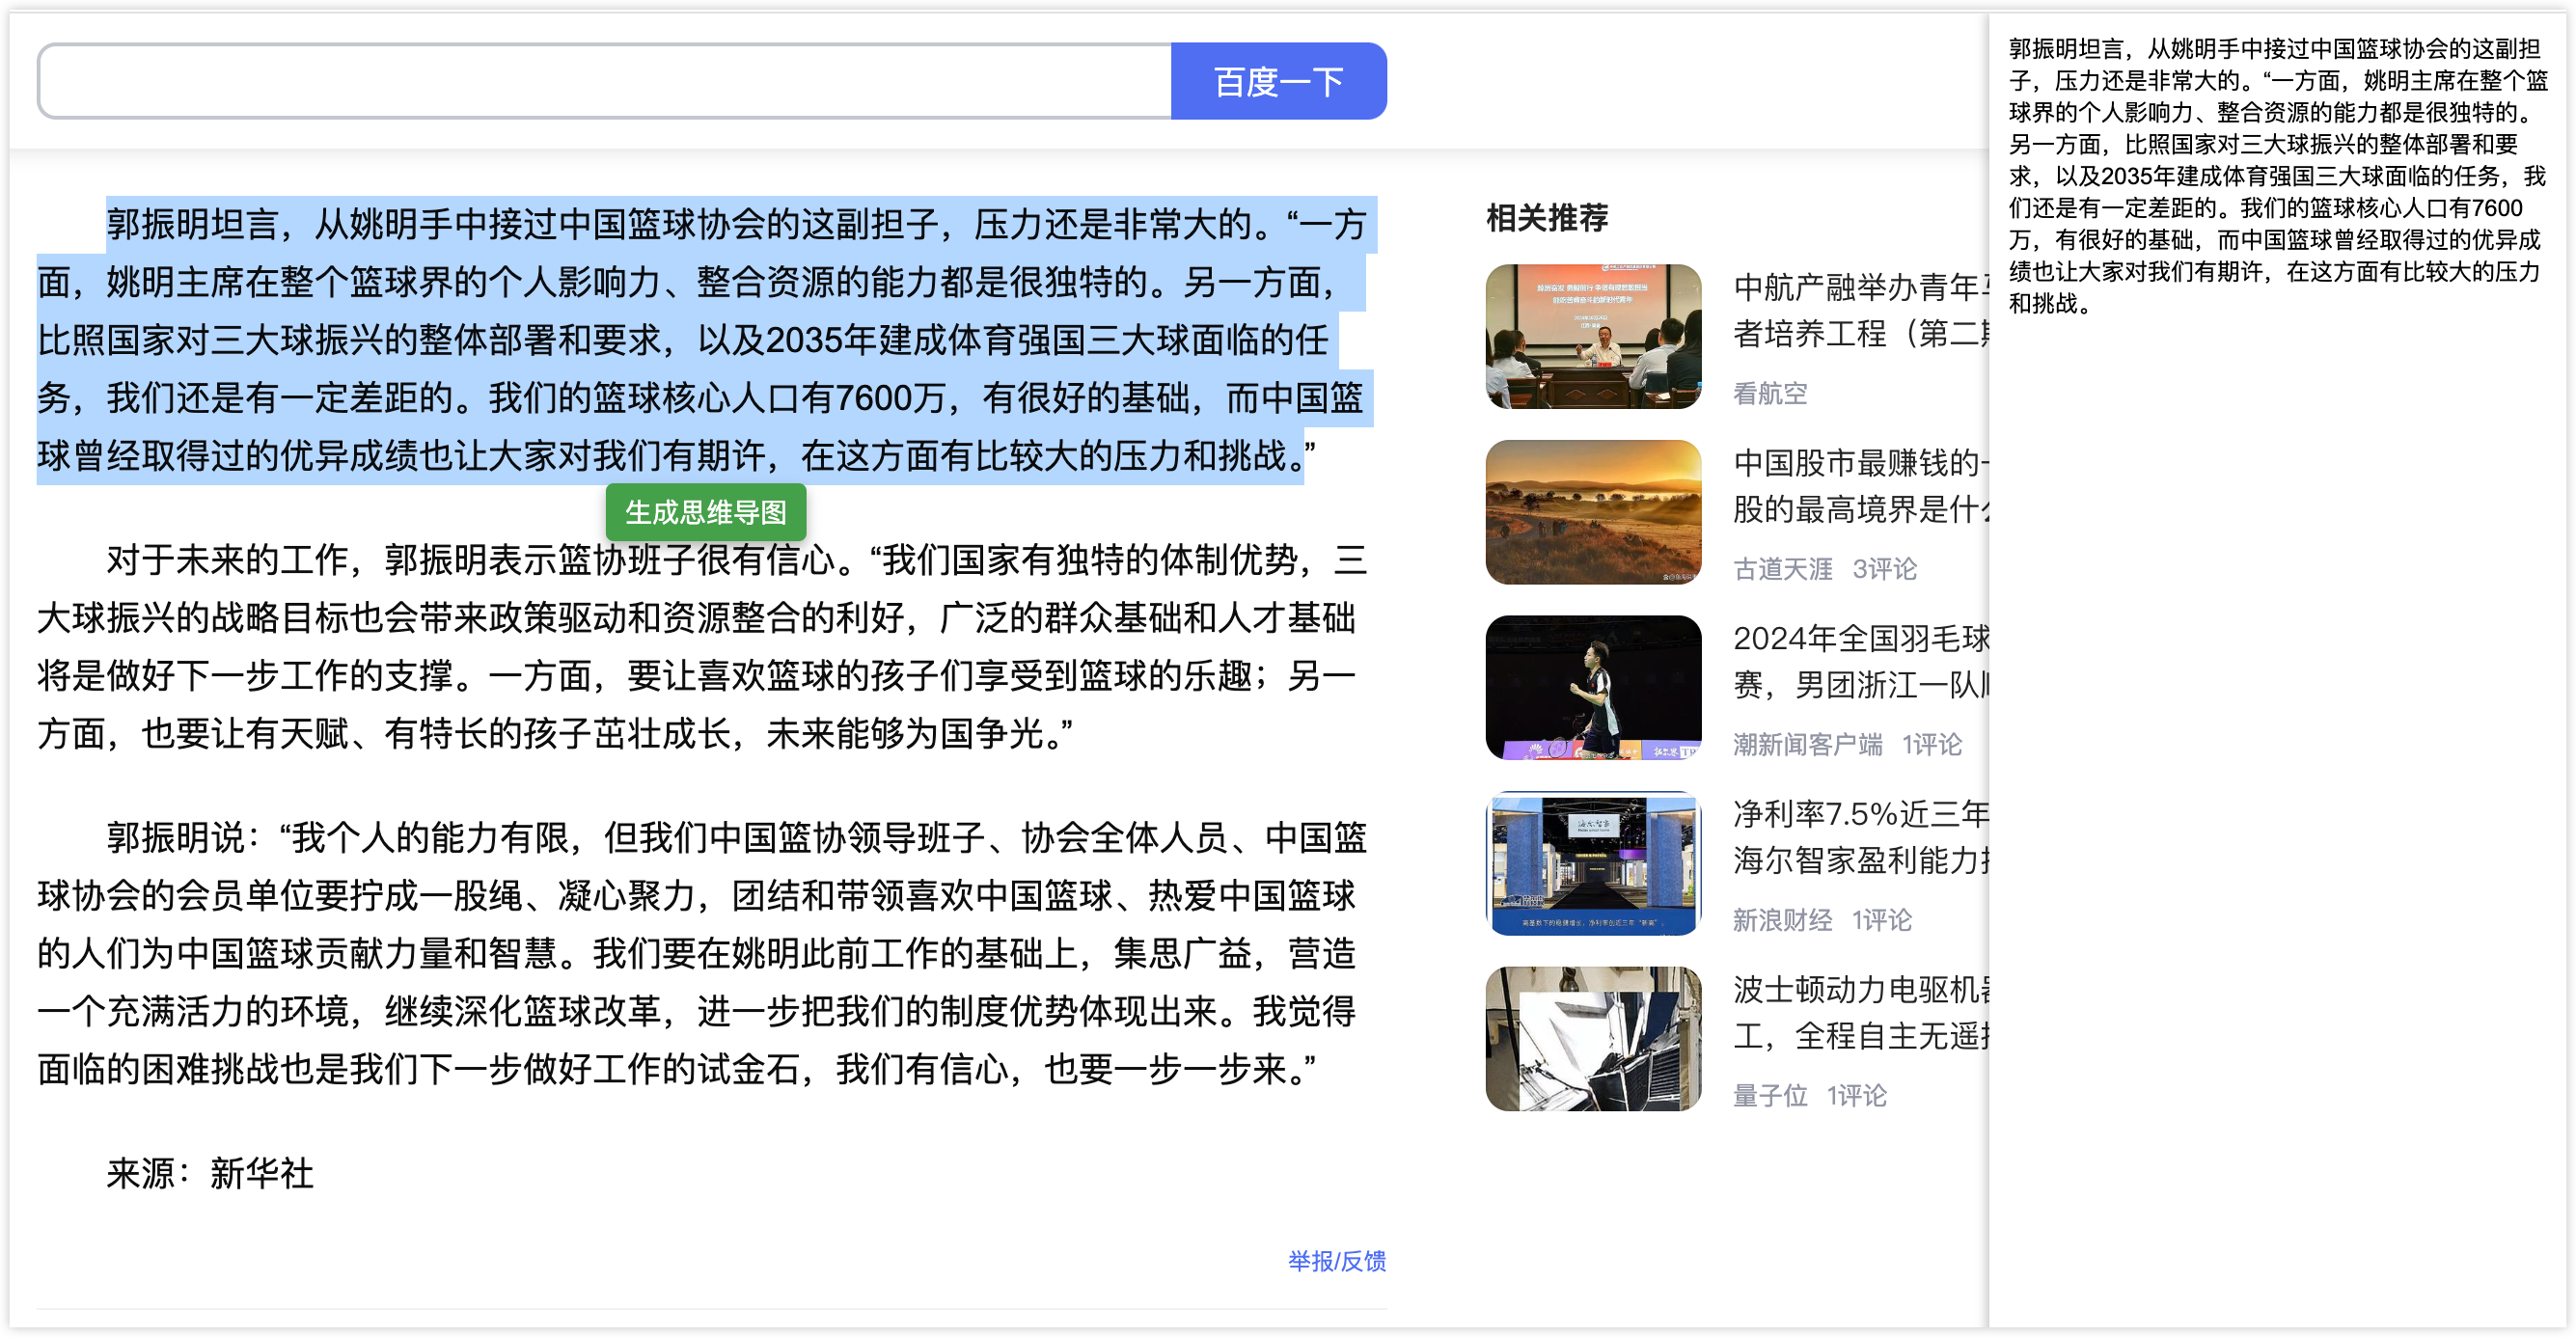 百度一下
郭振明坦言，从姚明手中接过中国篮球协会的这副担子，压力还是非常大的。“一方
面，姚明主席在整个篮球界的个人影响力、整合资源的能力都是很独特的。另一方面，
比照国家对三大球振兴的整体部署和要求，以及2035年建成体育强国三大球面临的任
务，我们还是有一定差距的。我们的篮球核心人口有7600万，有很好的基础，而中国篮
球曾经取得过的优异成绩也让大家对我们有期许，在这方面有比较大的压力和挑战。”
生成思维导图
对于未来的工作，郭振明表示篮协班子很有信心。“我们国家有独特的体制优势，三
大球振兴的战略目标也会带来政策驱动和资源整合的利好，广泛的群众基础和人才基础
将是做好下一步工作的支撑。一方面，要让喜欢篮球的孩子们享受到篮球的乐趣；另一
方面，也要让有天赋、有特长的孩子茁壮成长，未来能够为国争光。”
郭振明说：“我个人的能力有限，但我们中国篮协领导班子、协会全体人员、中国篮
球协会的会员单位要拧成一股绳、凝心聚力，团结和带领喜欢中国篮球、热爱中国篮球
的人们为中国篮球贡献力量和智慧。我们要在姚明此前工作的基础上，集思广益，营造
一个充满活力的环境，继续深化篮球改革，进一步把我们的制度优势体现出来。我觉得
面临的困难挑战也是我们下一步做好工作的试金石，我们有信心，也要一步一步来。”
来源：新华社
举报/反馈
相关推荐
中航产融举办青年
者培养工程（第二
看航空
中国股市最赚钱的
股的最高境界是什
古道天涯 3评论
2024年全国羽毛球
赛，男团浙江一队
潮新闻客户端 1评论
净利率7.5%近三年
海尔智家盈利能力
新浪财经 1评论
波士顿动力电驱机
工，全程自主无遥
量子位 1评论
郭振明坦言，从姚明手中接过中国篮球协会的这副担
子，压力还是非常大的。“一方面，姚明主席在整个篮
球界的个人影响力、整合资源的能力都是很独特的。
另一方面，比照国家对三大球振兴的整体部署和要
求，以及2035年建成体育强国三大球面临的任务，我
们还是有一定差距的。我们的篮球核心人口有7600
万，有很好的基础，而中国篮球曾经取得过的优异成
绩也让大家对我们有期许，在这方面有比较大的压力
和挑战。